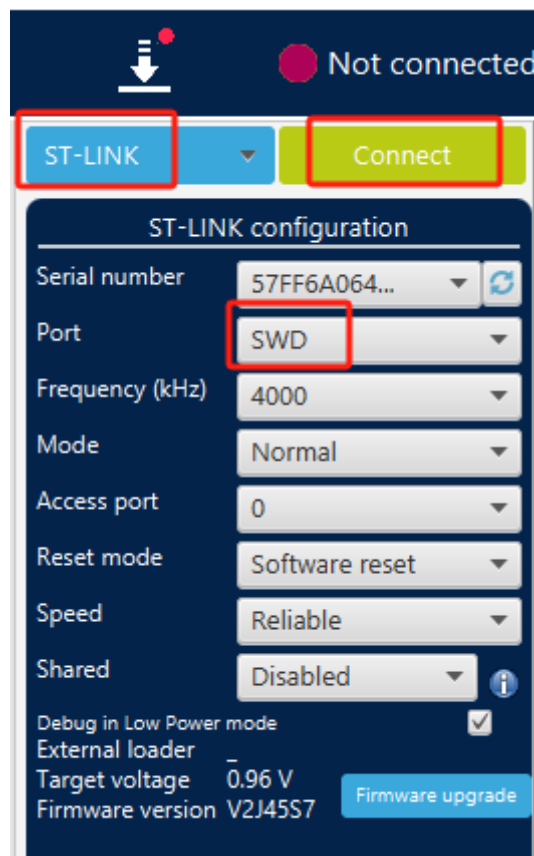 Not connected
ST-LINK
Connect
ST-LINK configuration
Serial number 57FF6A064...
Port SWD
Frequency (kHz) 4000
Mode Normal
Access port 0
Reset mode Software reset
Speed Reliable
Shared Disabled
Debug in Low Power mode
External loader _
Target voltage 0.96 V
Firmware version V2J45S7
Firmware upgrade